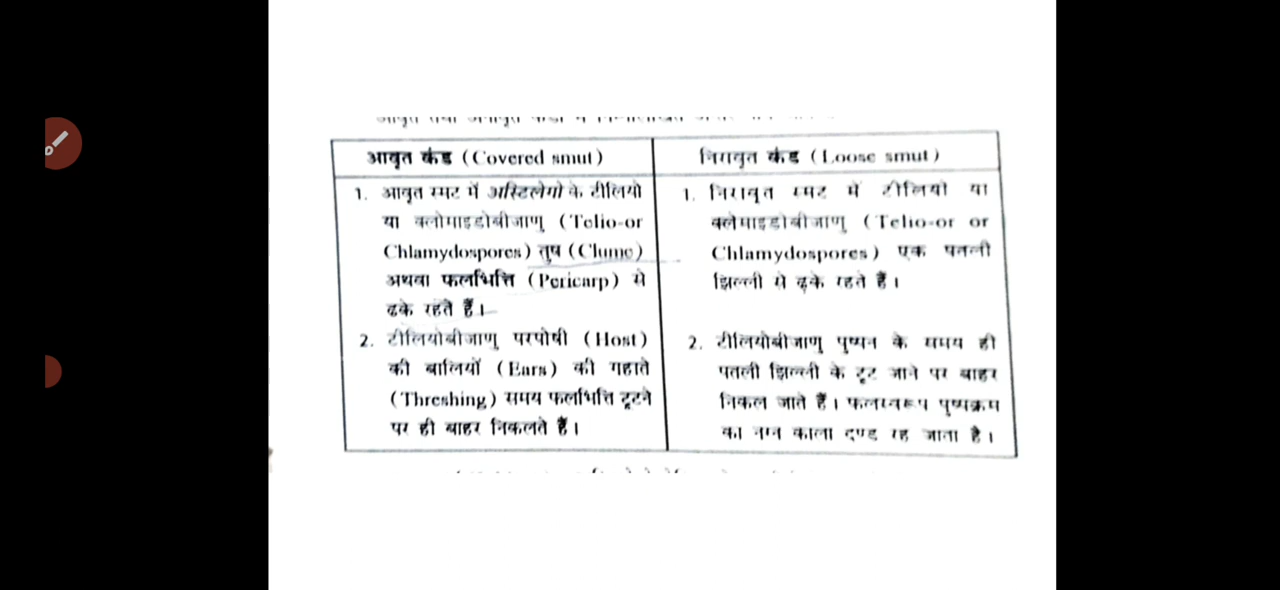 आवृत कंड (Covered smut)
1. आवृत स्मट में अस्टिलेगो के टीलियो
या क्लोमाइडोबीजाणु (Telio-or
Chlamydospores) तुष (Clume)
अथवा फलभित्ति (Pericarp) से
ढके रहते हैं।
2. टीलियोबीजाणु परपोषी (Host)
की बालियों (Ears) की गहाते
(Threshing) समय फलभित्ति टूटने
पर ही बाहर निकलते हैं।
निरावृत कंड (Loose smut)
1. निरावृत स्मट में टीलियो या
क्लेमाइडोबीजाणु (Telio-or or
Chlamydospores) एक पतली
झिल्ली से ढ़के रहते हैं।
2. टीलियोबीजाणु पुष्पन के समय ही
पतली झिल्ली के टूट जाने पर बाहर
निकल जाते हैं। फलस्वरूप पुष्पक्रम
का नग्न काला दण्ड रह जाता है।